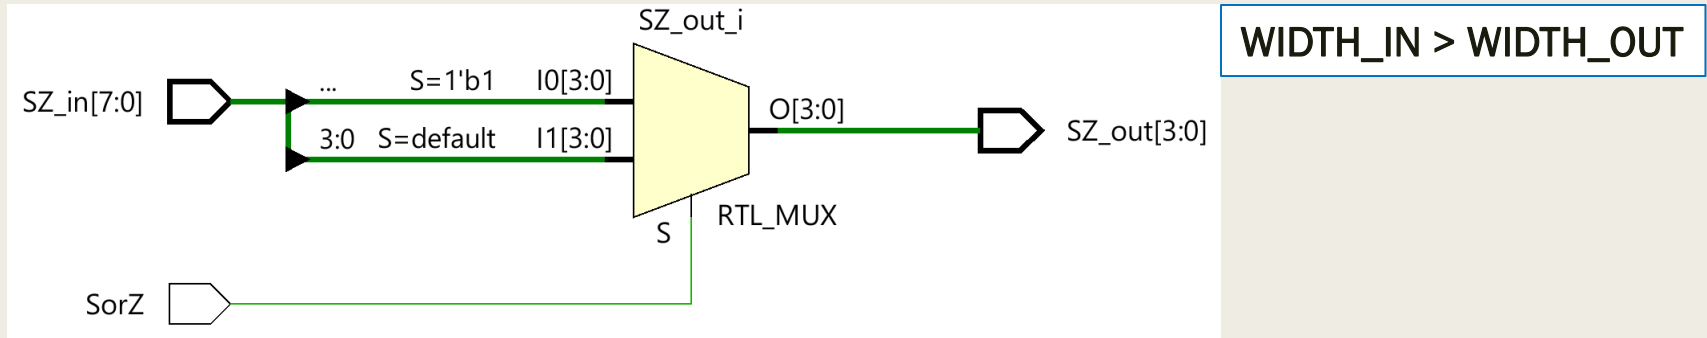 SZ_out_i
WIDTH_IN > WIDTH_OUT
SZ_in[7:0]
...
S=1'b1
I0[3:0]
3:0
S=default
I1[3:0]
O[3:0]
SZ_out[3:0]
S
RTL_MUX
SorZ